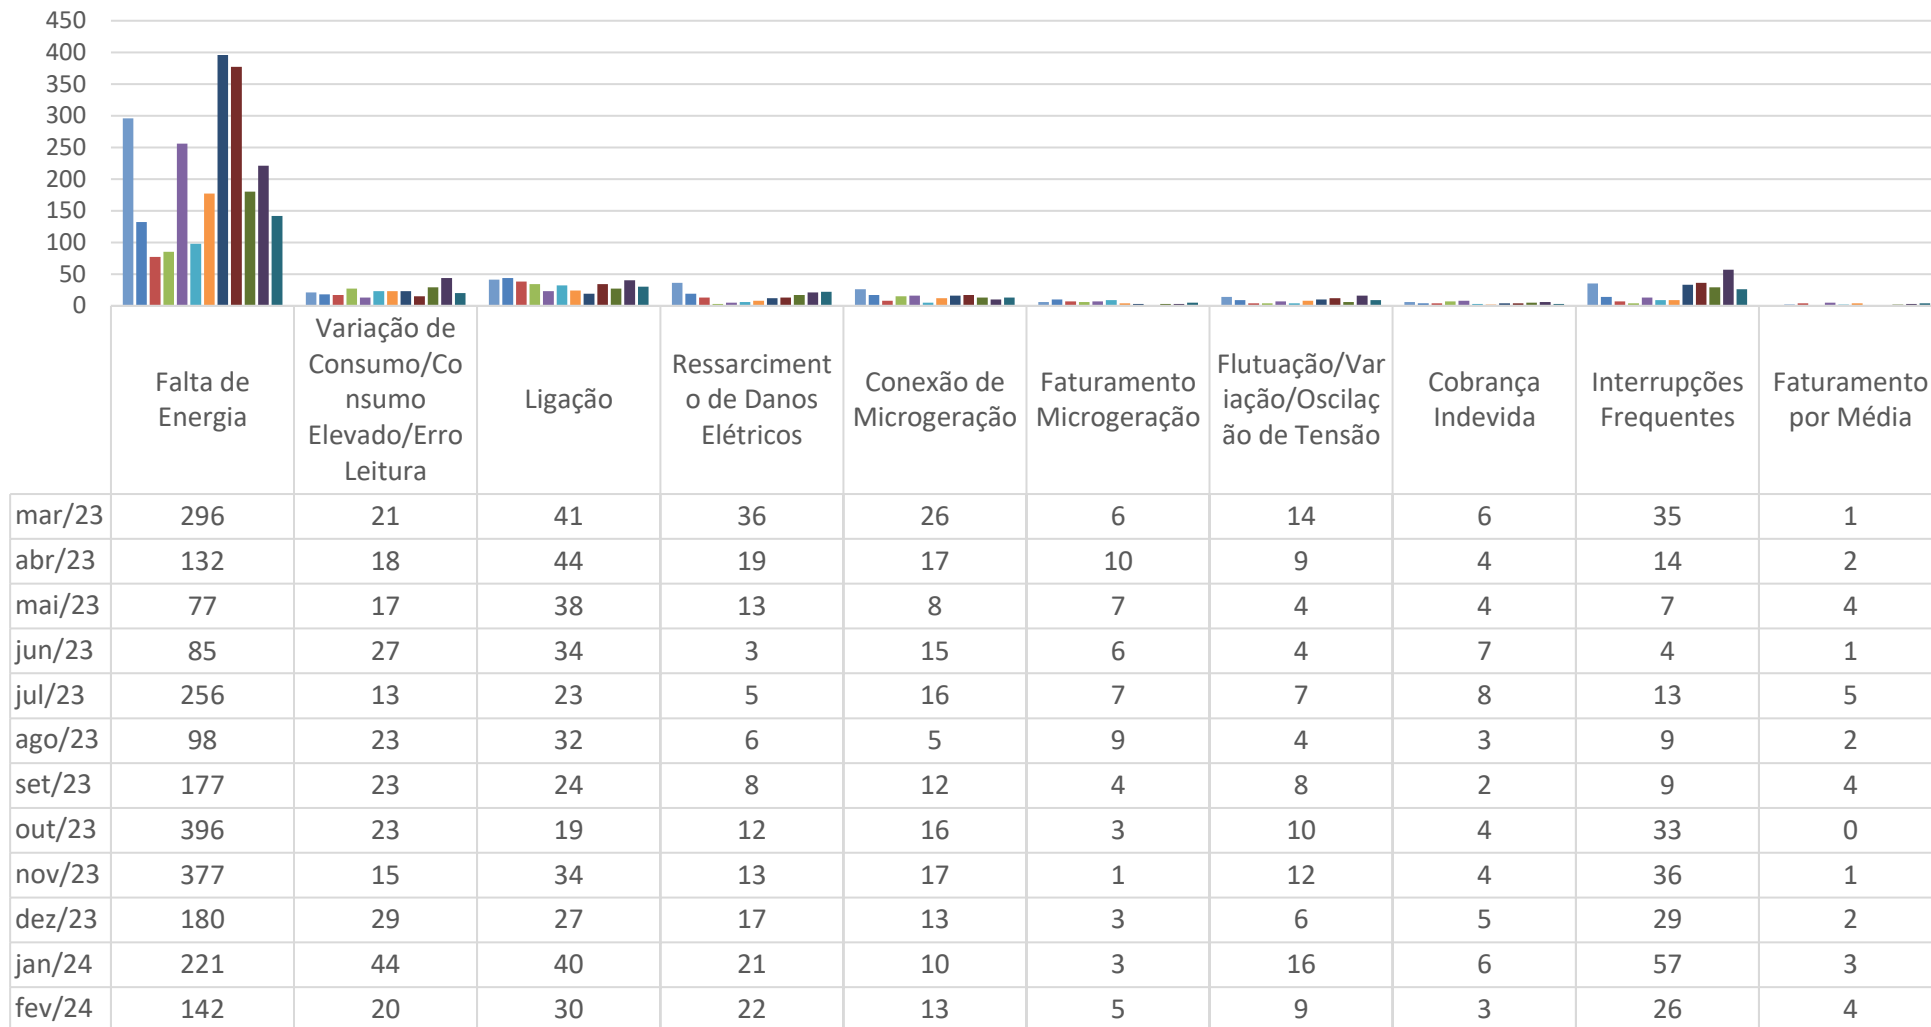 450
400
350
300
250
200
150
100
50
0
Falta de
Energia
Variação de
Consumo/Co
nsumo
Elevado/Erro
Leitura
Ligação
Ressarciment
o de Danos
Elétricos
Conexão de
Microgeração
Faturamento
Microgeração
Flutuação/Var
iação/Oscilaç
ão de Tensão
Cobrança
Indevida
Interrupções
Frequentes
Faturamento
por Média
mar/23 296 21 41 36 26 6 14 6 35 1
abr/23 132 18 44 19 17 10 9 4 14 2
mai/23 77 17 38 13 8 7 4 4 7 4
jun/23 85 27 34 3 15 6 4 7 4 1
jul/23 256 13 23 5 16 7 7 8 13 5
ago/23 98 23 32 6 5 9 4 3 9 2
set/23 177 23 24 8 12 4 8 2 9 4
out/23 396 23 19 12 16 3 10 4 33 0
nov/23 377 15 34 13 17 1 12 4 36 1
dez/23 180 29 27 17 13 3 6 5 29 2
jan/24 221 44 40 21 10 3 16 6 57 3
fev/24 142 20 30 22 13 5 9 3 26 4